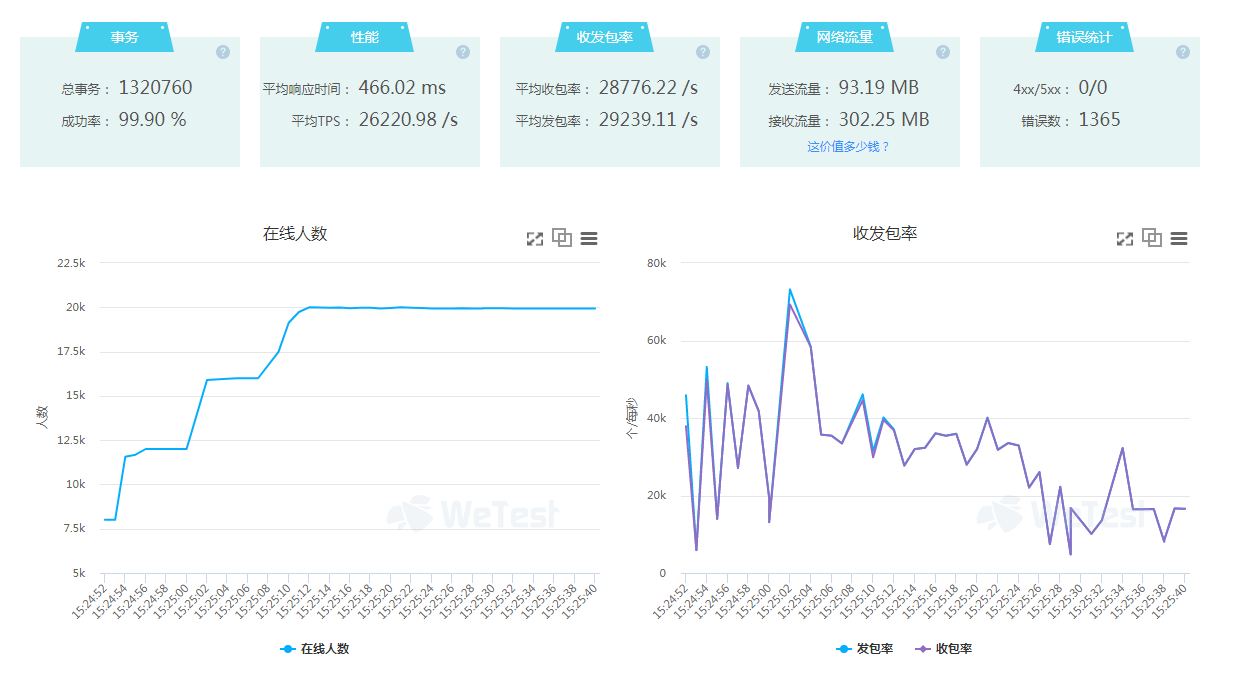 事务
总事务： 1320760
成功率： 99.90 %
性能
平均响应时间： 466.02 ms
平均TPS： 26220.98 /s
收发包率
平均收包率： 28776.22 /s
平均发包率： 29239.11 /s
网络流量
发送流量： 93.19 MB
接收流量： 302.25 MB
这价值多少钱？
错误统计
4xx/5xx： 0/0
错误数： 1365
在线人数
22.5k
20k
17.5k
15k
12.5k
10k
7.5k
5k
人数
WeTest
15:24:52
15:24:54
15:24:56
15:24:58
15:25:00
15:25:02
15:25:04
15:25:06
15:25:08
15:25:10
15:25:12
15:25:14
15:25:16
15:25:18
15:25:20
15:25:22
15:25:24
15:25:26
15:25:28
15:25:30
15:25:32
15:25:34
15:25:36
15:25:38
15:25:40
在线人数
收发包率
80k
60k
40k
20k
0
个/每秒
WeTest
15:24:52
15:24:54
15:24:56
15:24:58
15:25:00
15:25:02
15:25:04
15:25:06
15:25:08
15:25:10
15:25:12
15:25:14
15:25:16
15:25:18
15:25:20
15:25:22
15:25:24
15:25:26
15:25:28
15:25:30
15:25:32
15:25:34
15:25:36
15:25:38
15:25:40
发包率 收包率